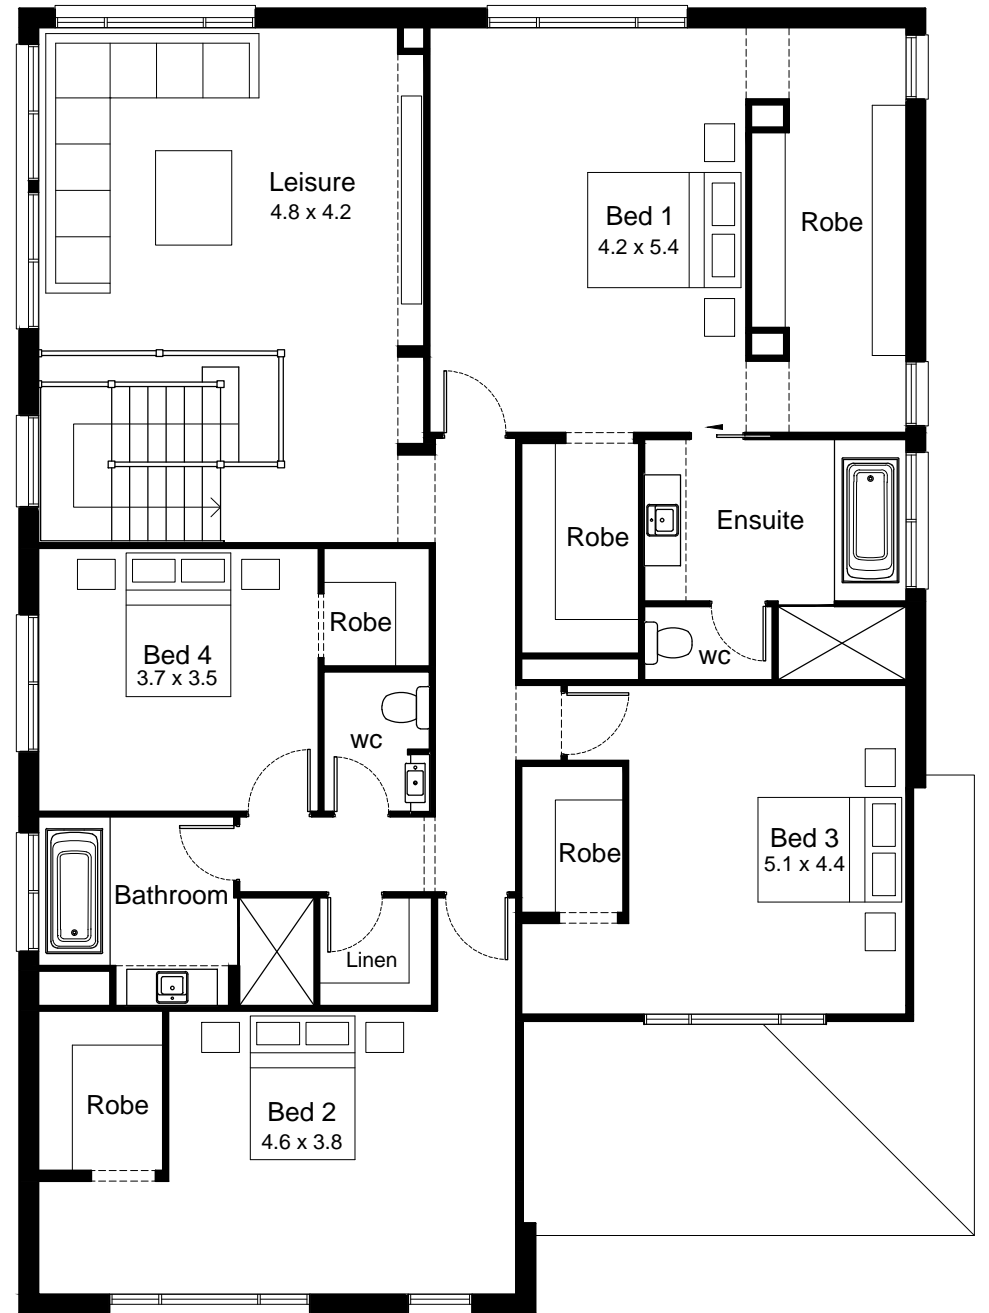 Leisure
4.8 x 4.2
Bed 1
4.2 x 5.4
Robe
Robe
Ensuite
wc
Bed 4
3.7 x 3.5
Robe
wc
Bed 3
5.1 x 4.4
Robe
Bathroom
Linen
Robe
Bed 2
4.6 x 3.8